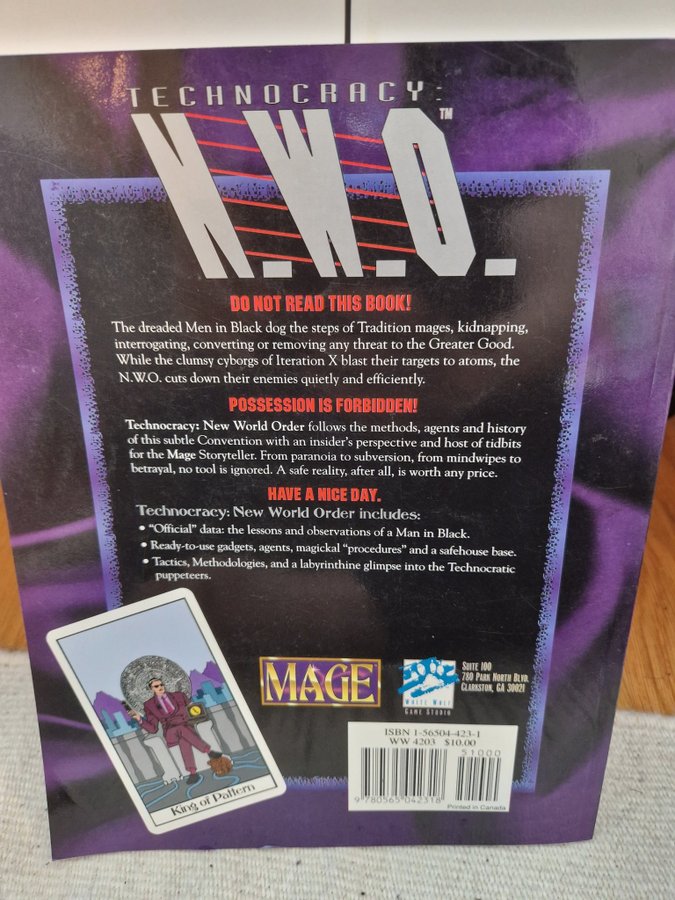 TECHNOCRACY:
N.W.O.™
DO NOT READ THIS BOOK!
The dreaded Men in Black dog the steps of Tradition mages, kidnapping,
interrogating, converting or removing any threat to the Greater Good.
While the clumsy cyborgs of Iteration X blast their targets to atoms, the
N.W.O. cuts down their enemies quietly and efficiently.
POSSESSION IS FORBIDDEN!
Technocracy: New World Order follows the methods, agents and history
of this subtle Convention with an insider's perspective and host of tidbits
for the Mage Storyteller. From paranoia to subversion, from mindwipes to
betrayal, no tool is ignored. A safe reality, after all, is worth any price.
HAVE A NICE DAY.
Technocracy: New World Order includes:
• "Official" data: the lessons and observations of a Man in Black.
• Ready-to-use gadgets, agents, magickal "procedures" and a safehouse base.
• Tactics, Methodologies, and a labyrinthine glimpse into the Technocratic
puppeteers.
King of Pattern
MAGE
WHITE WOLF
GAME STUDIO
SUITE 100
780 PARK NORTH BLVD.
CLARKSTON, GA 30021
ISBN 1-56504-423-1
WW 4203 $10.00
51000
9 780565 042318
Printed in Canada